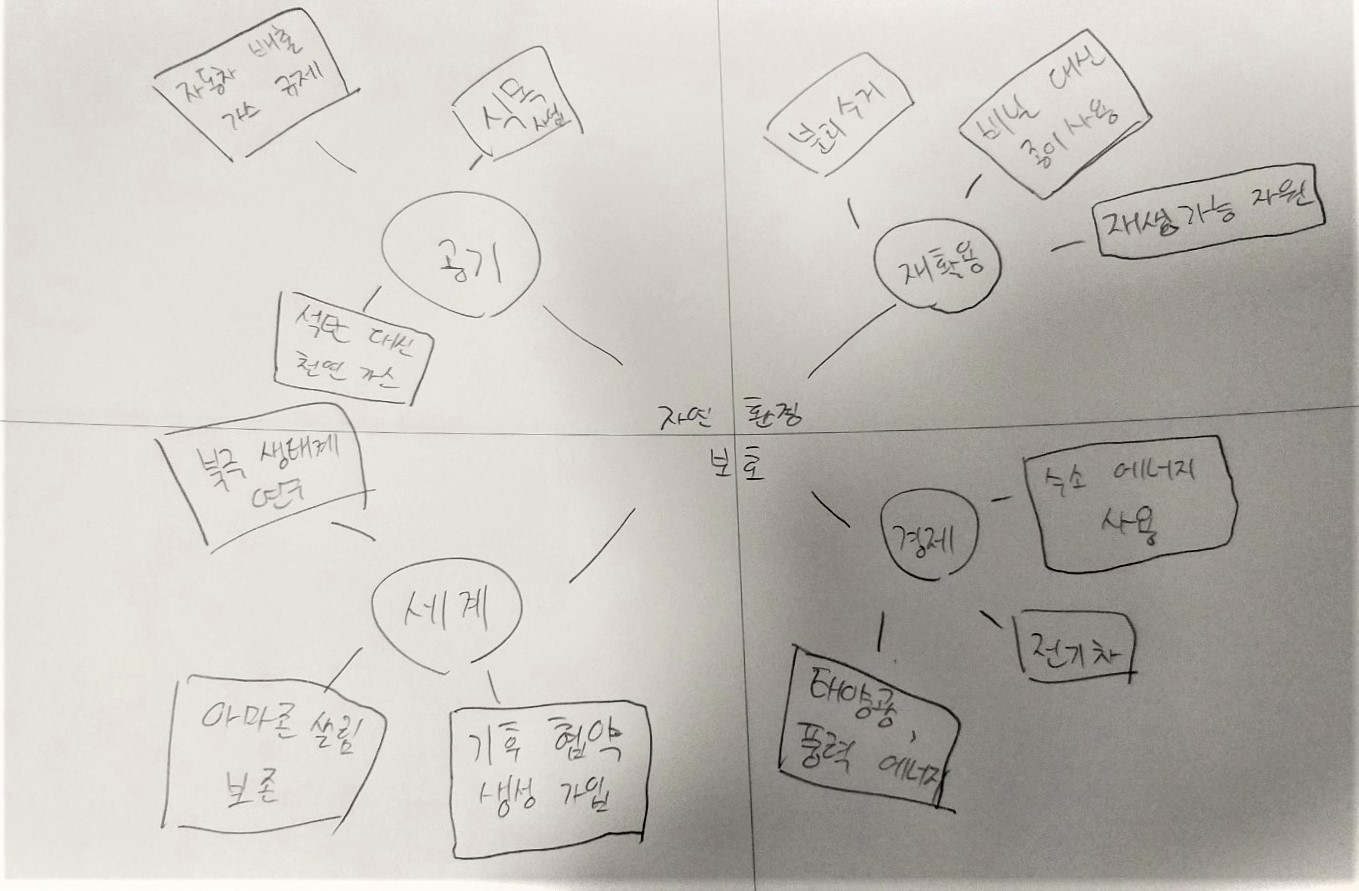 자동차 배출
가스 규제
식목
사업
공기
석탄 대신
천연 가스
분리수거
비닐 대신
종이 사용
재생가능 자원
재활용
자연 환경
보호
북극 생태계
연구
세계
아마존 쓸림
보존
기후 협약
생성 가입
경제
수소 에너지
사용
전기차
태양광,
풍력 에너지